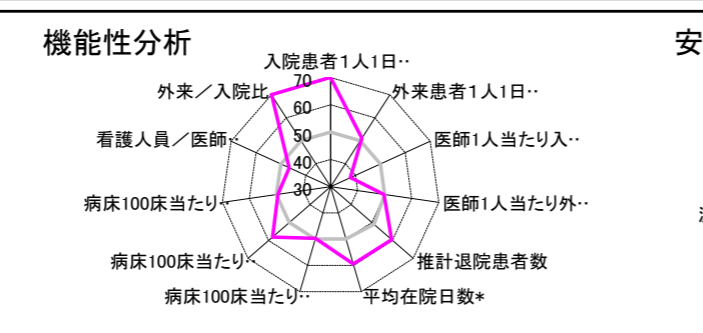 機能性分析
安
入院患者1人1日‥
外来／入院比
70
外来患者1人1日‥
60
看護人員／医師‥
50
医師1人当たり入‥
40
病床100床当たり‥
30
医師1人当たり外‥
病床100床当たり‥
推計退院患者数
病床100床当たり‥
平均在院日数*